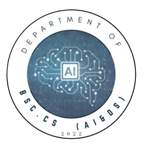 DEPARTMENT OF
AI
BSC.CS (AI&DS)
2022